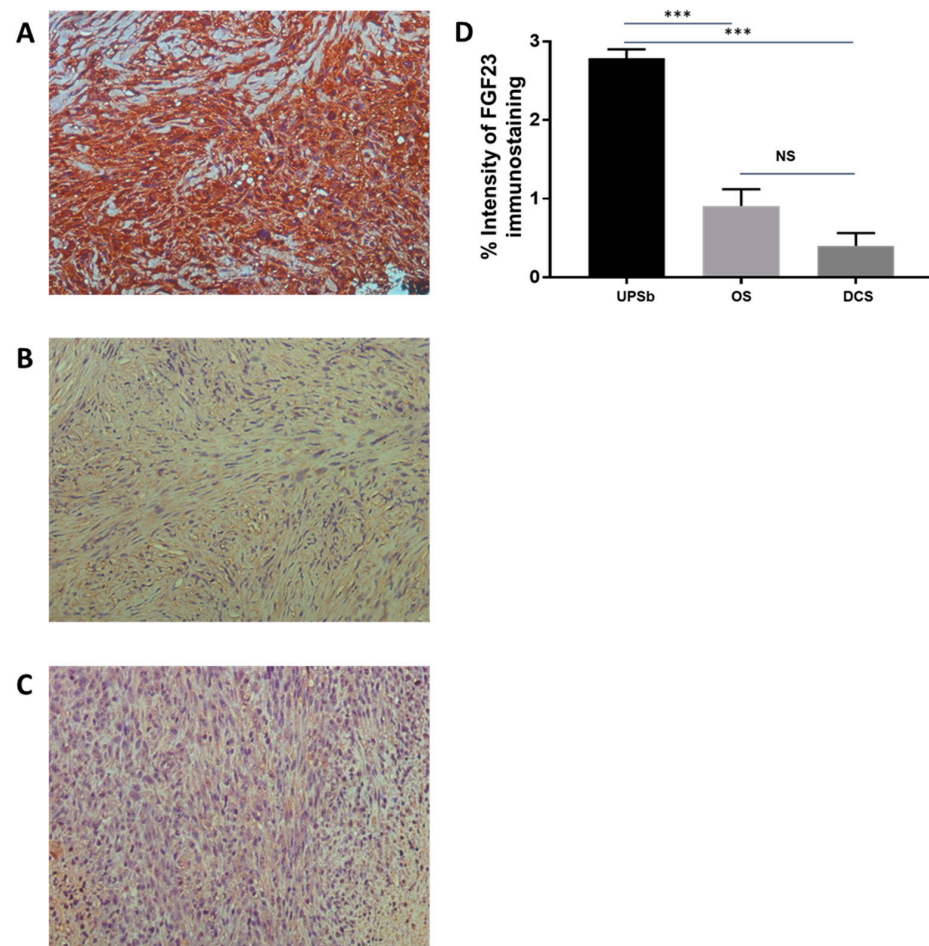 A
B
C
D
% Intensity of FGF23
immunostaining
3
2
1
0
***
***
NS
UPSb OS DCS